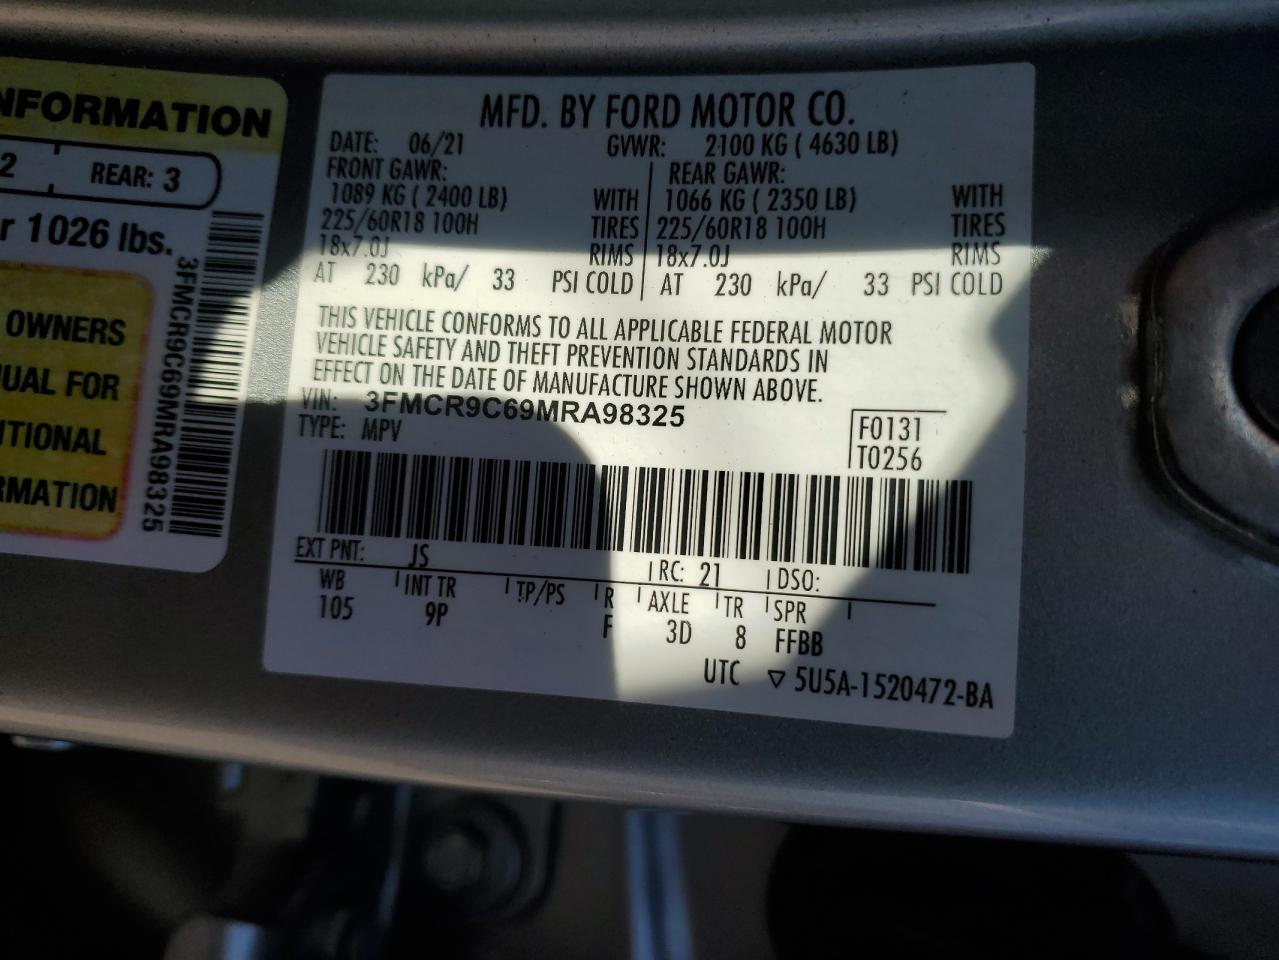 NFORMATION
2 REAR: 3
r 1026 lbs.
OWNERS
UAL FOR
ITIONAL
RMATION
3FMCR9C69MRA98325
MFD. BY FORD MOTOR CO.
DATE: 06/21 GVWR: 2100 KG ( 4630 LB)
FRONT GAWR: REAR GAWR:
1089 KG ( 2400 LB) WITH 1066 KG ( 2350 LB) WITH
225/60R18 100H TIRES 225/60R18 100H TIRES
18x7.0J RIMS 18x7.0J RIMS
AT 230 kPa/ 33 PSI COLD AT 230 kPa/ 33 PSI COLD
THIS VEHICLE CONFORMS TO ALL APPLICABLE FEDERAL MOTOR
VEHICLE SAFETY AND THEFT PREVENTION STANDARDS IN
EFFECT ON THE DATE OF MANUFACTURE SHOWN ABOVE.
VIN: 3FMCR9C69MRA98325
TYPE: MPV
F0131
T0256
EXT PNT: JS RC: 21 DSO:
WB INT TR TP/PS R AXLE TR SPR
105 9P F 3D 8 FFBB
UTC ▽ 5U5A-1520472-BA